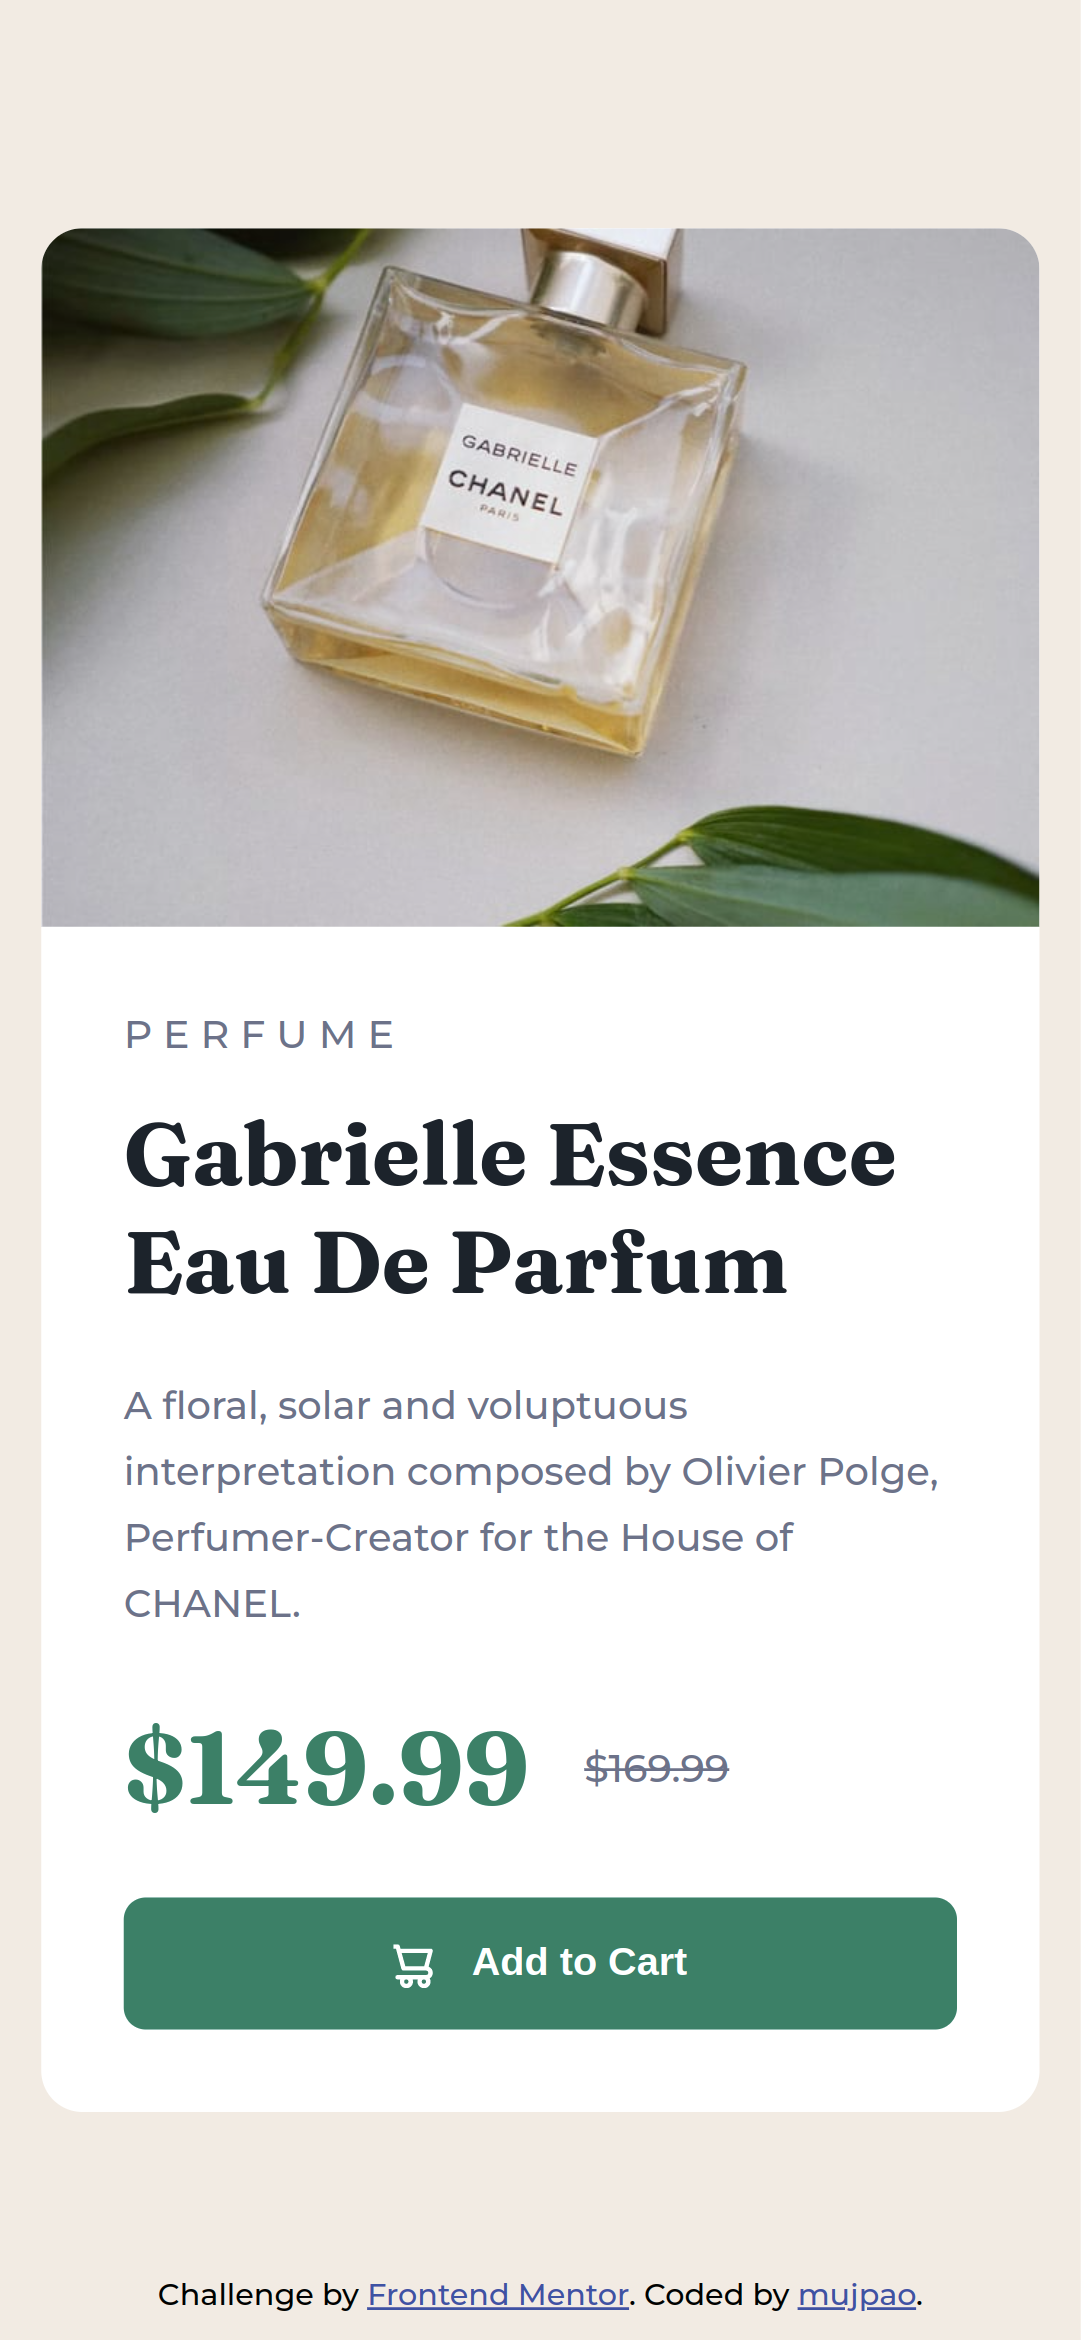 GABRIELLE
CHANEL
PARIS
PERFUME
Gabrielle Essence
Eau De Parfum
A floral, solar and voluptuous
interpretation composed by Olivier Polge,
Perfumer-Creator for the House of
CHANEL.
$149.99 $169.99
Add to Cart
Challenge by Frontend Mentor. Coded by mujpao.